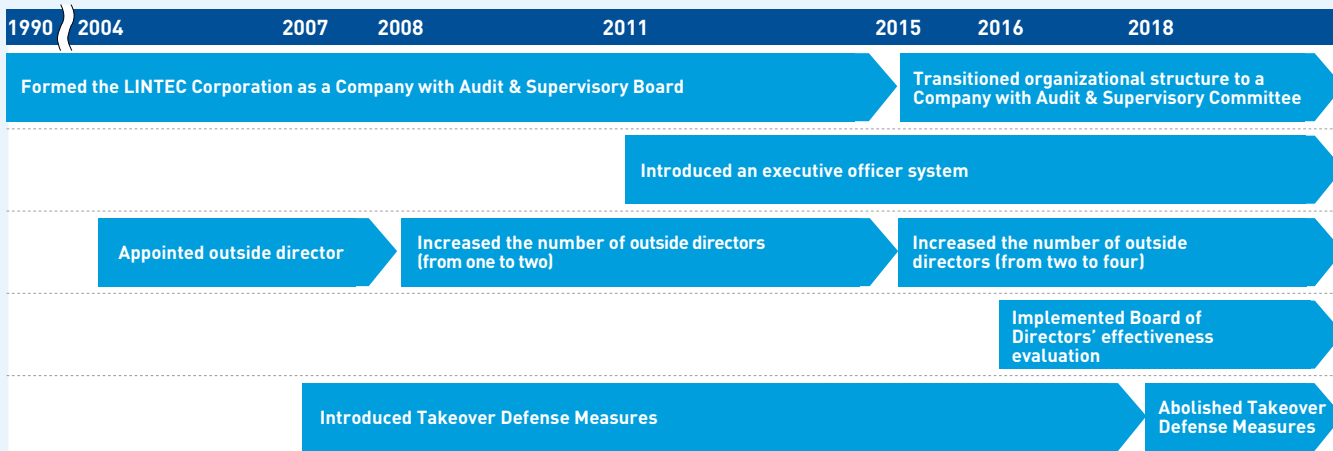 1990 2004 2007 2008 2011 2015 2016 2018
Formed the LINTEC Corporation as a Company with Audit & Supervisory Board
Transitioned organizational structure to a
Company with Audit & Supervisory Committee
Introduced an executive officer system
Appointed outside director
Increased the number of outside directors
(from one to two)
Increased the number of outside
directors (from two to four)
Implemented Board of
Directors’ effectiveness
evaluation
Introduced Takeover Defense Measures
Abolished Takeover
Defense Measures